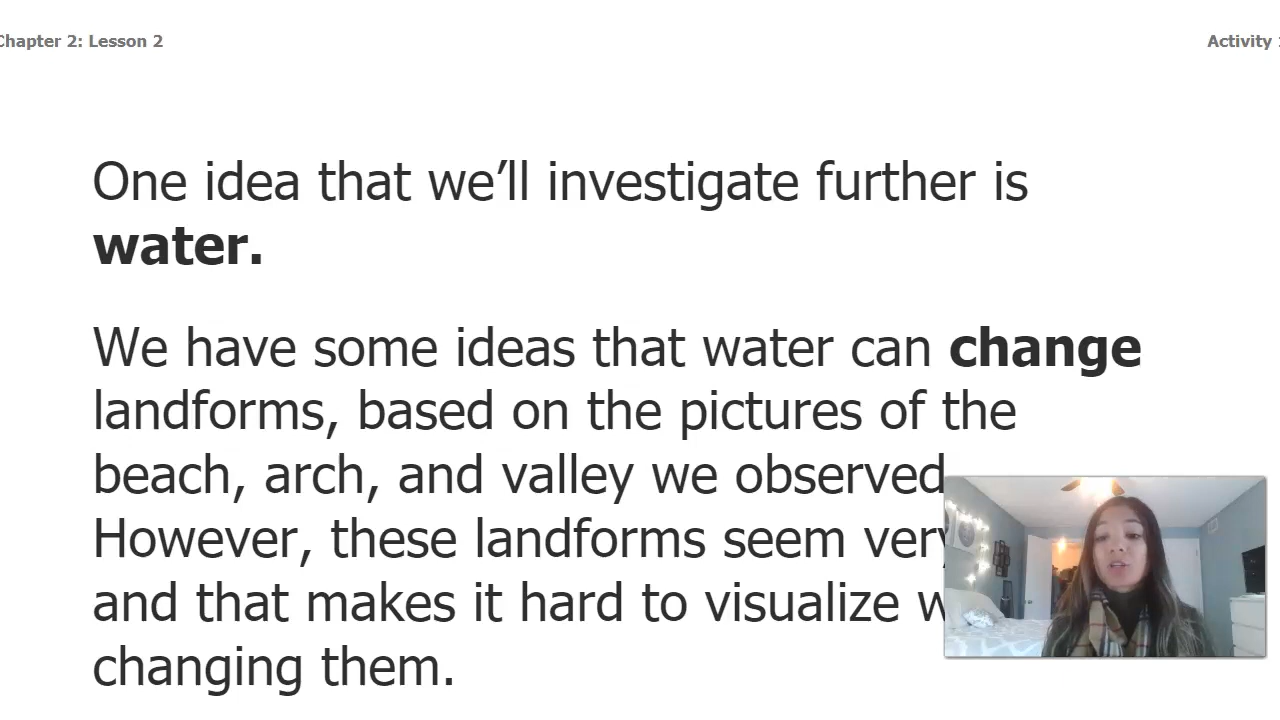 Chapter 2: Lesson 2
Activity
One idea that we’ll investigate further is
water.
We have some ideas that water can change
landforms, based on the pictures of the
beach, arch, and valley we observed
However, these landforms seem very
and that makes it hard to visualize
changing them.